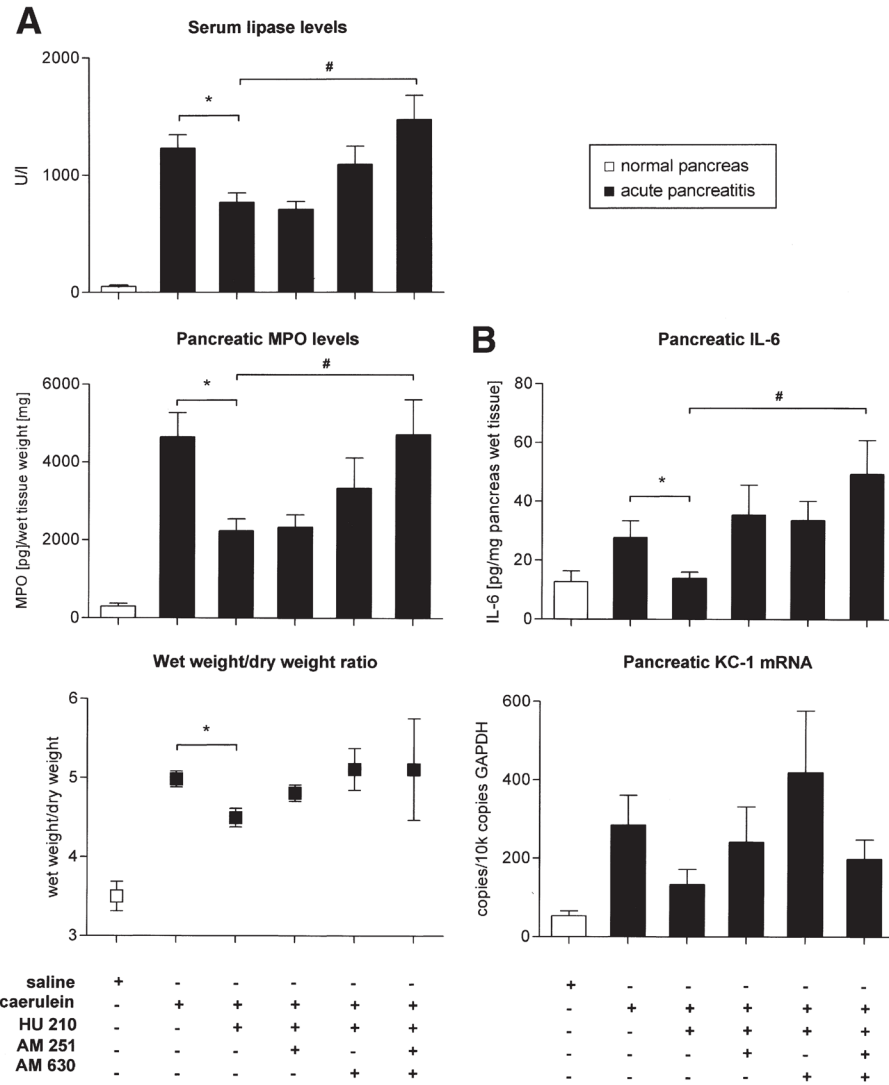 A
Serum lipase levels
2000
1000
0
U/l
*
#
normal pancreas
acute pancreatitis
Pancreatic MPO levels
6000
4000
2000
0
MPO [pg]/wet tissue weight [mg]
*
#
B
Pancreatic IL-6
80
60
40
20
0
IL-6 [pg/mg pancreas wet tissue]
*
#
Wet weight/dry weight ratio
6
5
4
3
wet weight/dry weight
*
Pancreatic KC-1 mRNA
600
400
200
0
copies/10k copies GAPDH
saline + - - - - -
caerulein - + + + + +
HU 210 - - + + + +
AM 251 - - - + - +
AM 630 - - - - + +
+ - - - - -
- + + + + +
- - + + + +
- - - + - +
- - - - + +